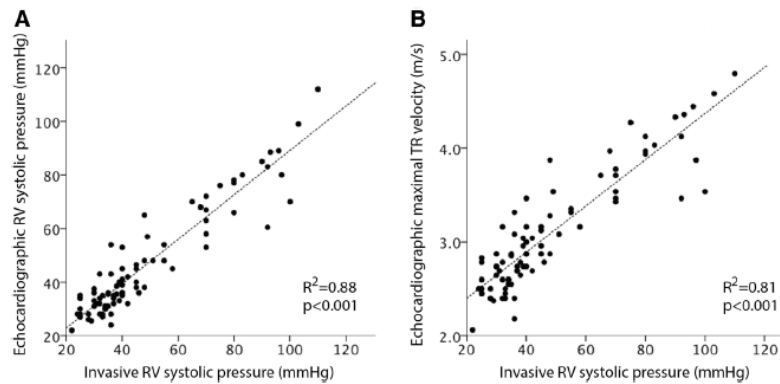 A
Echocardiographic RV systolic pressure (mmHg)
120
100
80
60
40
20
R²=0.88
p<0.001
20 40 60 80 100 120
Invasive RV systolic pressure (mmHg)
B
Echocardiographic maximal TR velocity (m/s)
5.0
4.0
3.0
2.0
R²=0.81
p<0.001
20 40 60 80 100 120
Invasive RV systolic pressure (mmHg)